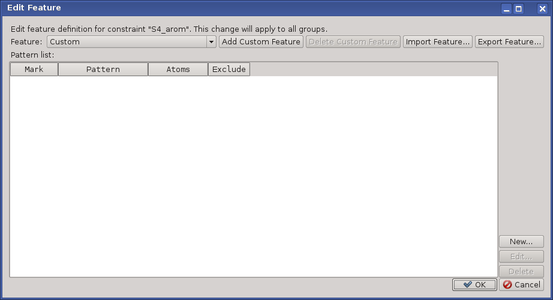 Edit Feature
Edit feature definition for constraint "S4_arom". This change will apply to all groups.
Feature: Custom Add Custom Feature Delete Custom Feature Import Feature... Export Feature...
Pattern list:
Mark Pattern Atoms Exclude
New...
Edit...
Delete
OK Cancel